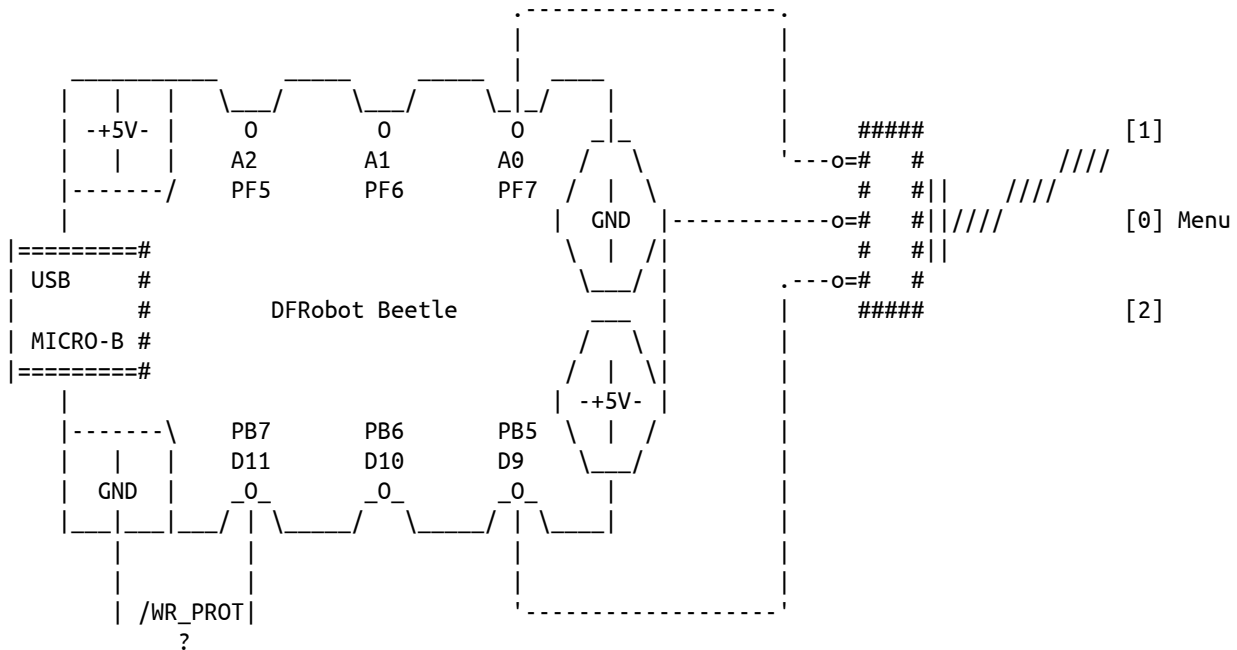 -+5V- O O O [1]
A2 A1 A0
PF5 PF6 PF7
GND [0] Menu
USB
DFRobot Beetle [2]
MICRO-B
-+5V-
PB7 PB6 PB5
D11 D10 D9
GND _O_ _O_ _O_
/WR_PROT
?